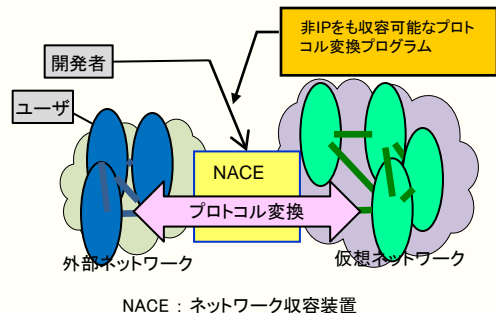 非IPをも収容可能なプロト
コル変換プログラム
開発者
ユーザ
NACE
プロトコル変換
外部ネットワーク
仮想ネットワーク
NACE : ネットワーク収容装置